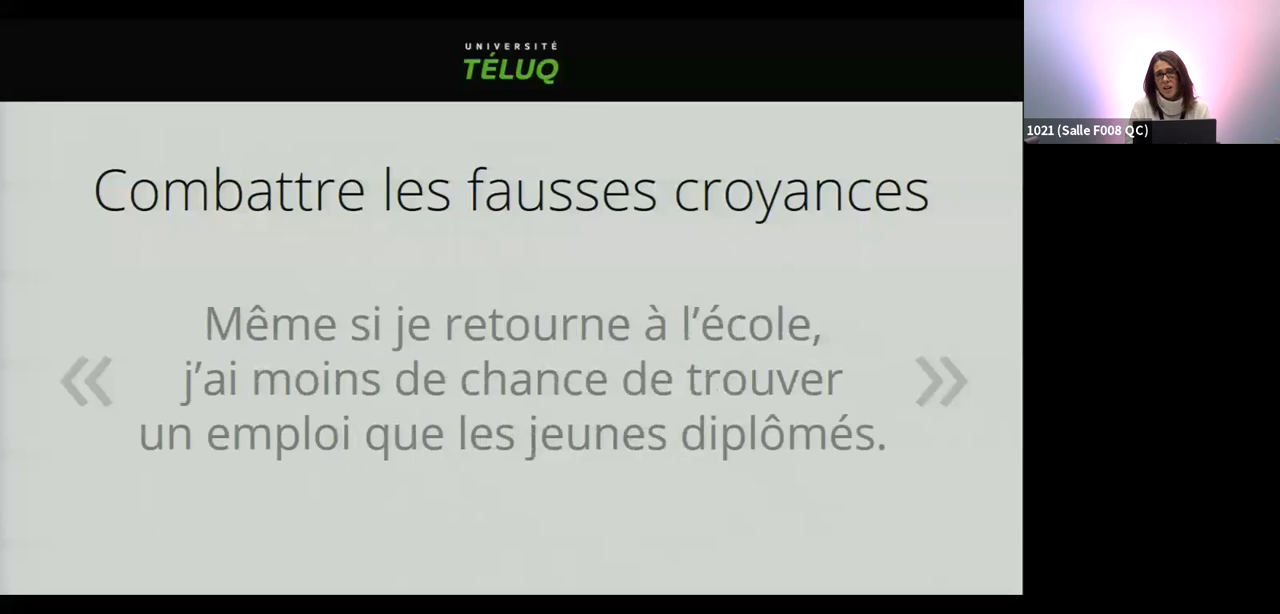 UNIVERSITÉ
TÉLUQ
1021 (Salle F008 QC)
Combattre les fausses croyances
« Même si je retourne à l’école,
j’ai moins de chance de trouver
un emploi que les jeunes diplômés. »